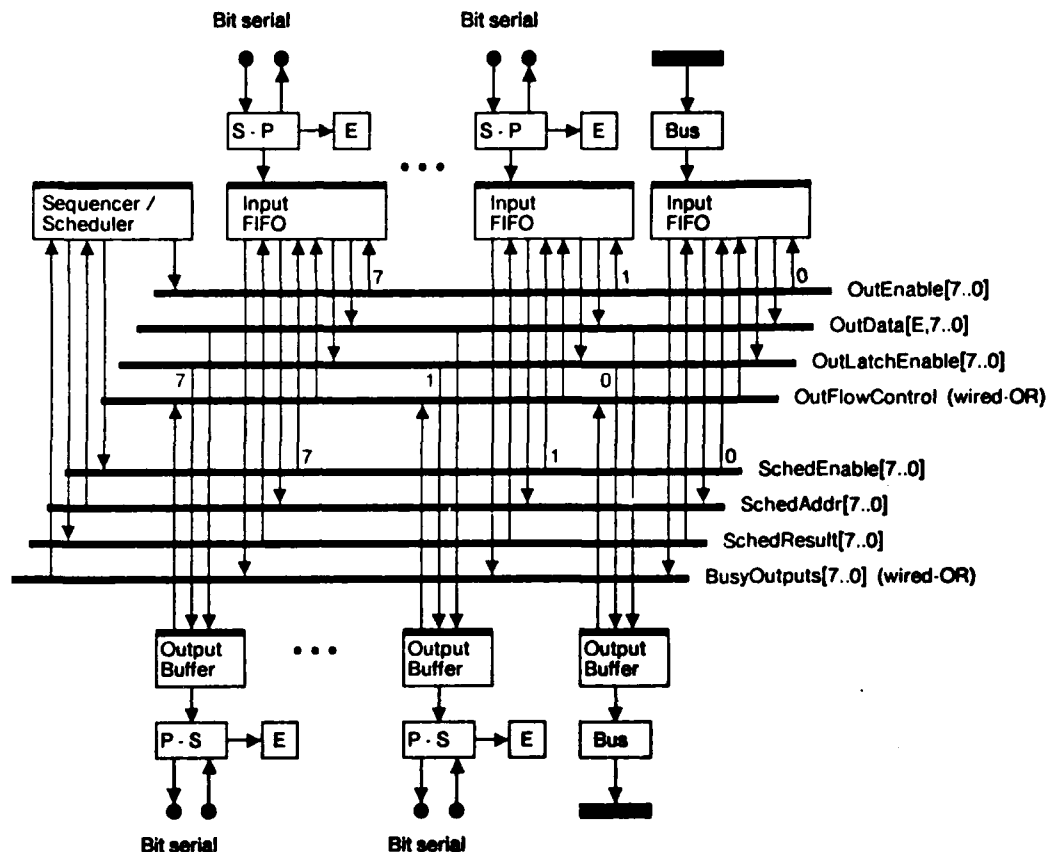 Bit serial
Bit serial
S - P
E
S - P
E
Bus
• • •
Sequencer /
Scheduler
Input
FIFO
Input
FIFO
Input
FIFO
7
1
0
OutEnable[7..0]
OutData[E,7..0]
OutLatchEnable[7..0]
7
1
0
OutFlowControl (wired-OR)
7
1
0
SchedEnable[7..0]
SchedAddr[7..0]
SchedResult[7..0]
BusyOutputs[7..0] (wired-OR)
Output
Buffer
• • •
Output
Buffer
Output
Buffer
P - S
E
P - S
E
Bus
Bit serial
Bit serial